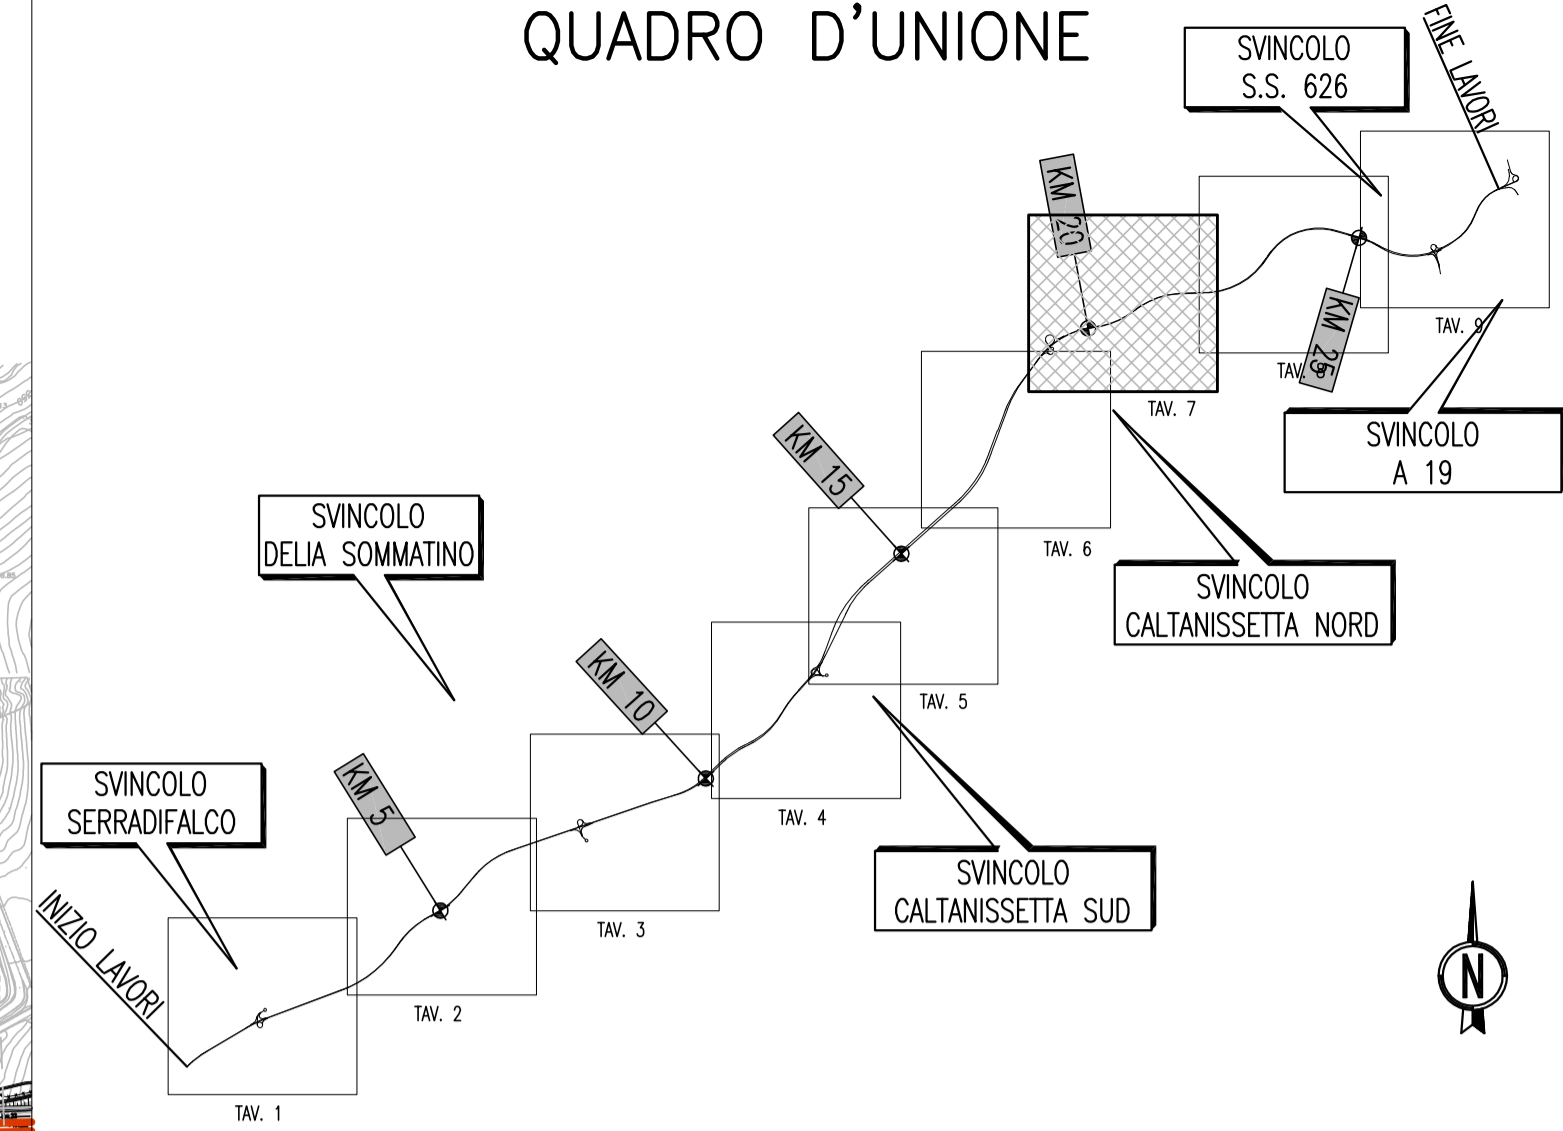 QUADRO D'UNIONE
SVINCOLO
S.S. 626
FINE LAVORI
KM 20
KM 25
TAV. 9
TAV. 8
TAV. 7
SVINCOLO
A 19
KM 15
SVINCOLO
DELIA SOMMATINO
TAV. 6
SVINCOLO
CALTANISSETTA NORD
KM 10
TAV. 5
SVINCOLO
SERRADIFALCO
KM 5
TAV. 4
SVINCOLO
CALTANISSETTA SUD
INIZIO LAVORI
TAV. 3
TAV. 2
TAV. 1
N